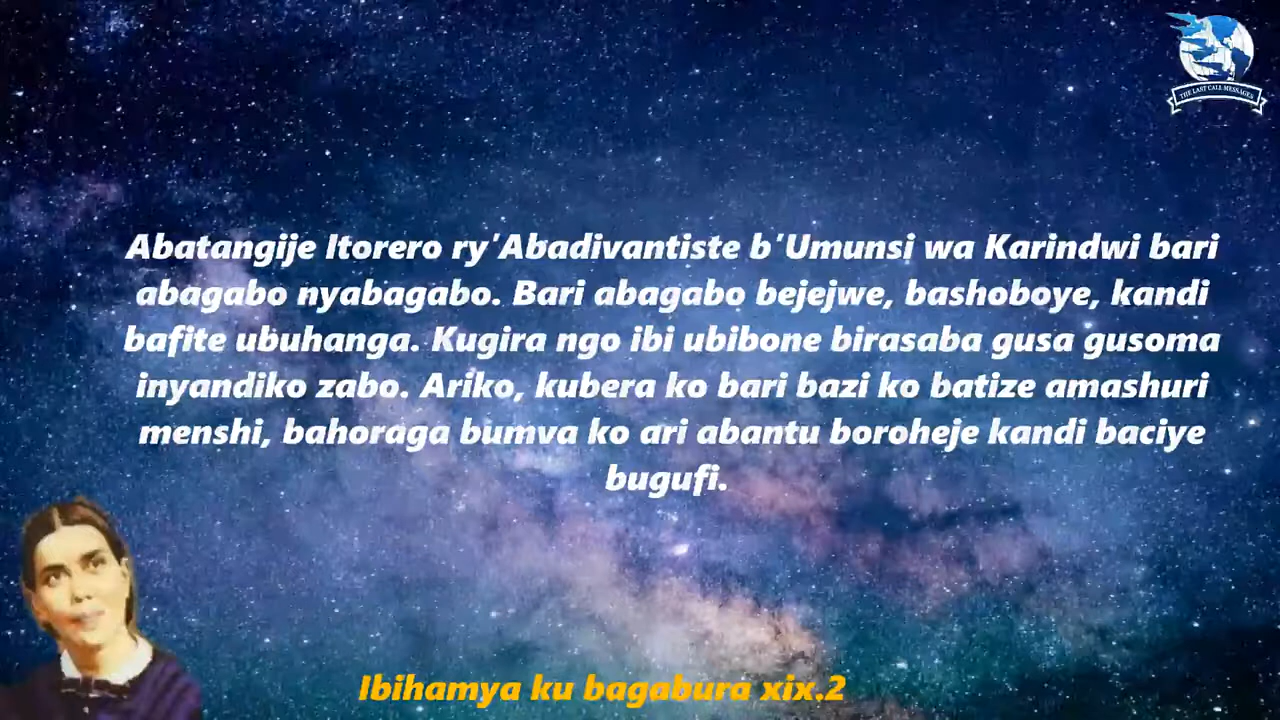 THE LAST CALL MESSAGES
Abatangije Itorero ry'Abadivantiste b'Umunsi wa Karindwi bari
abagabo nyabagabo. Bari abagabo bejejwe, bashoboye, kandi
bafite ubuhanga. Kugira ngo ibi ubibone birasaba gusa gusoma
inyandiko zabo. Ariko, kubera ko bari bazi ko batize amashuri
menshi, bahoraga bumva ko ari abantu boroheje kandi baciye
bugufi.
Ibihamya ku bagabura xix.2